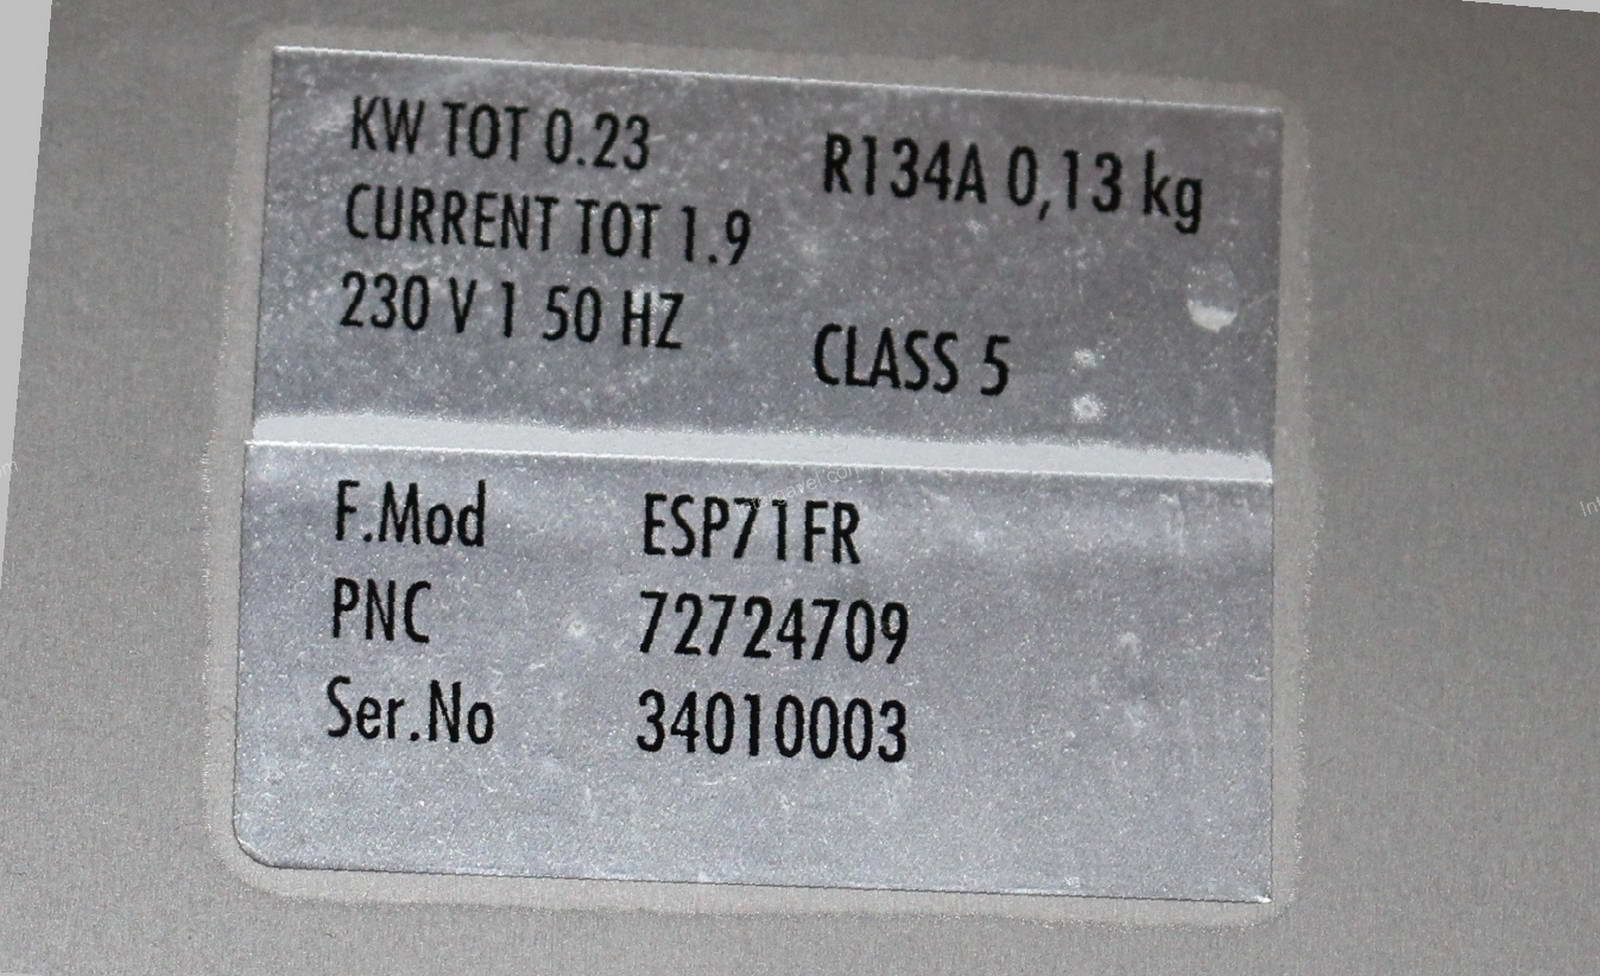 KW TOT 0.23
R134A 0,13 kg
CURRENT TOT 1.9
230 V 1 50 HZ
CLASS 5
F.Mod ESP71FR
PNC 72724709
Ser.No 34010003